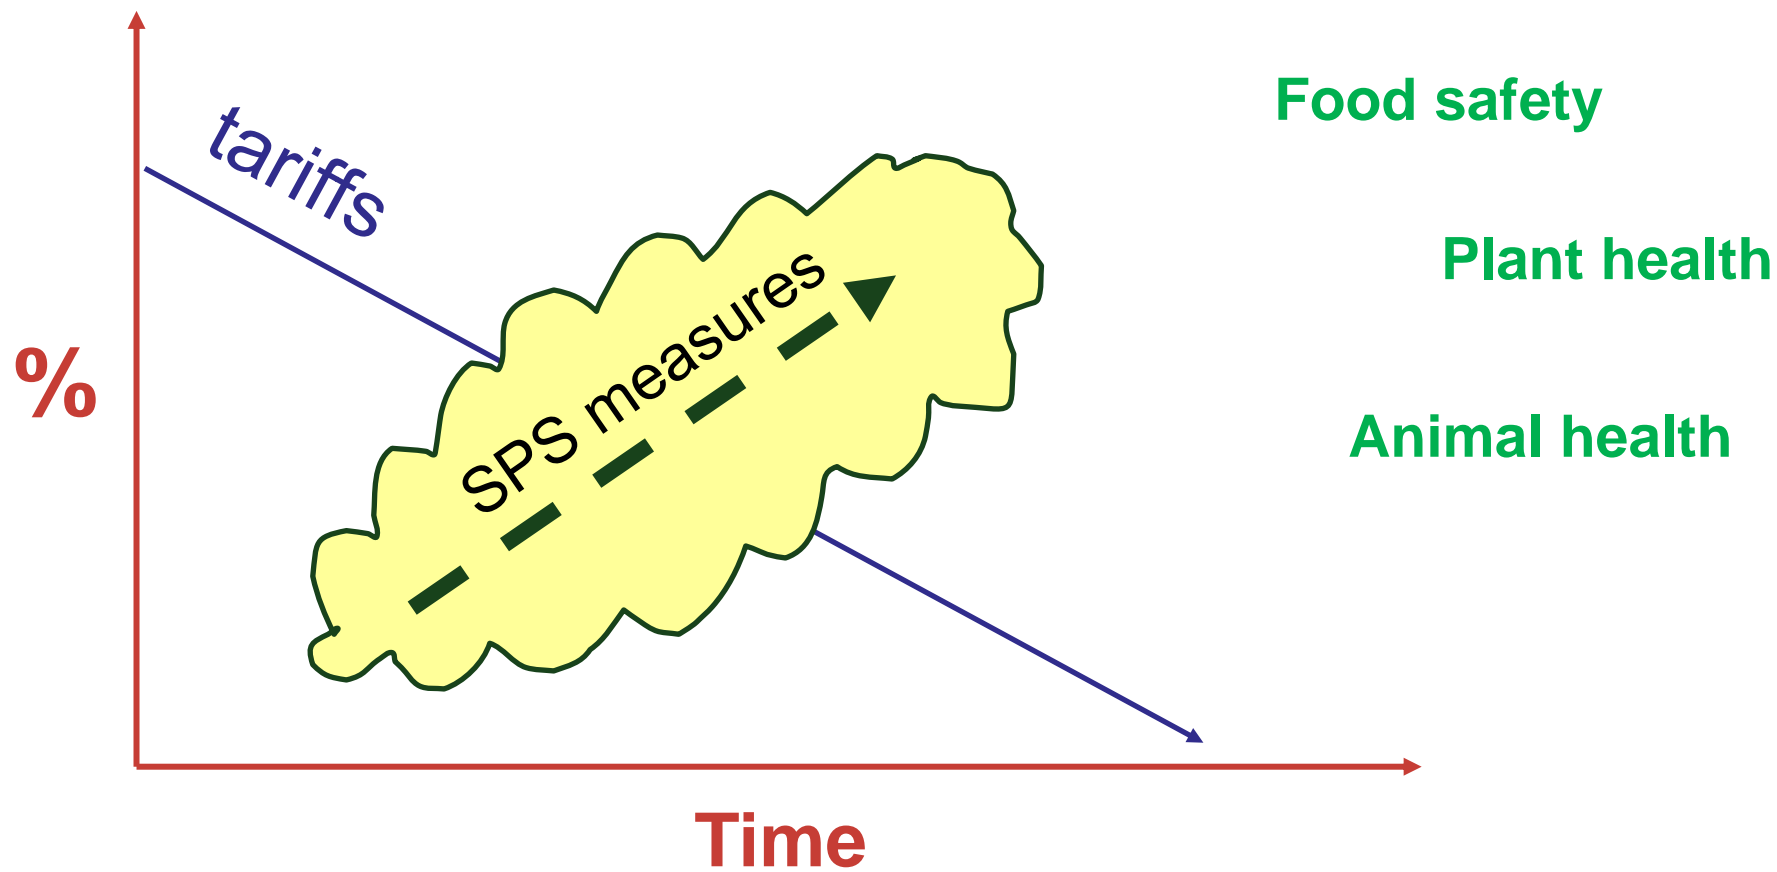 tariffs
Food safety
SPS measures
Plant health
%
Animal health
Time